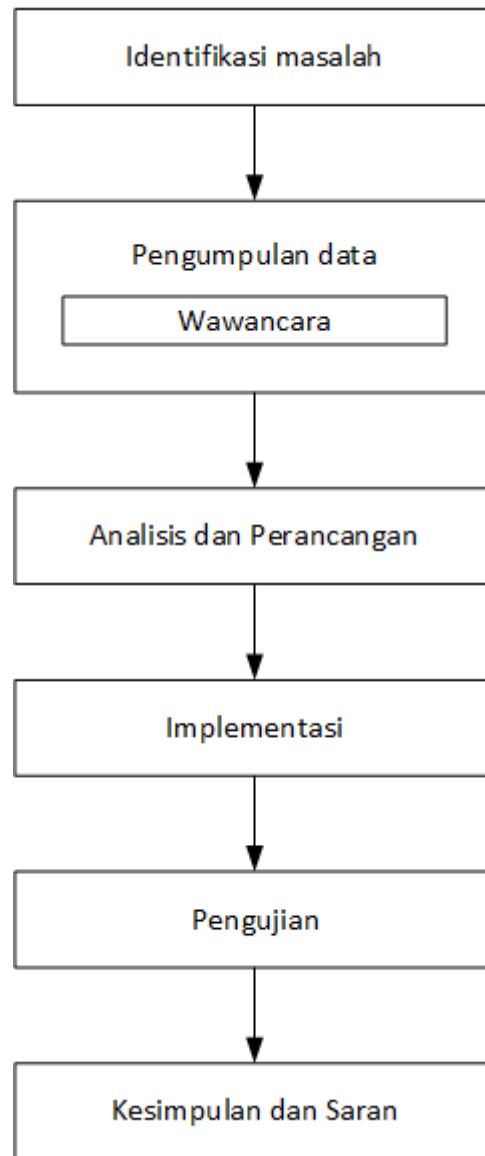 Identifikasi masalah
Pengumpulan data
Wawancara
Analisis dan Perancangan
Implementasi
Pengujian
Kesimpulan dan Saran